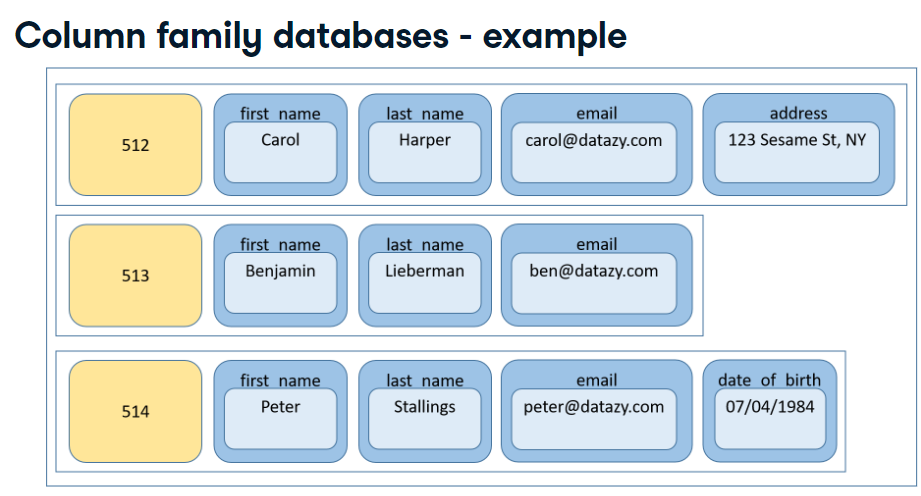 Column family databases - example
512
first_name
Carol
last_name
Harper
email
carol@datazy.com
address
123 Sesame St, NY
513
first_name
Benjamin
last_name
Lieberman
email
ben@datazy.com
514
first_name
Peter
last_name
Stallings
email
peter@datazy.com
date_of_birth
07/04/1984